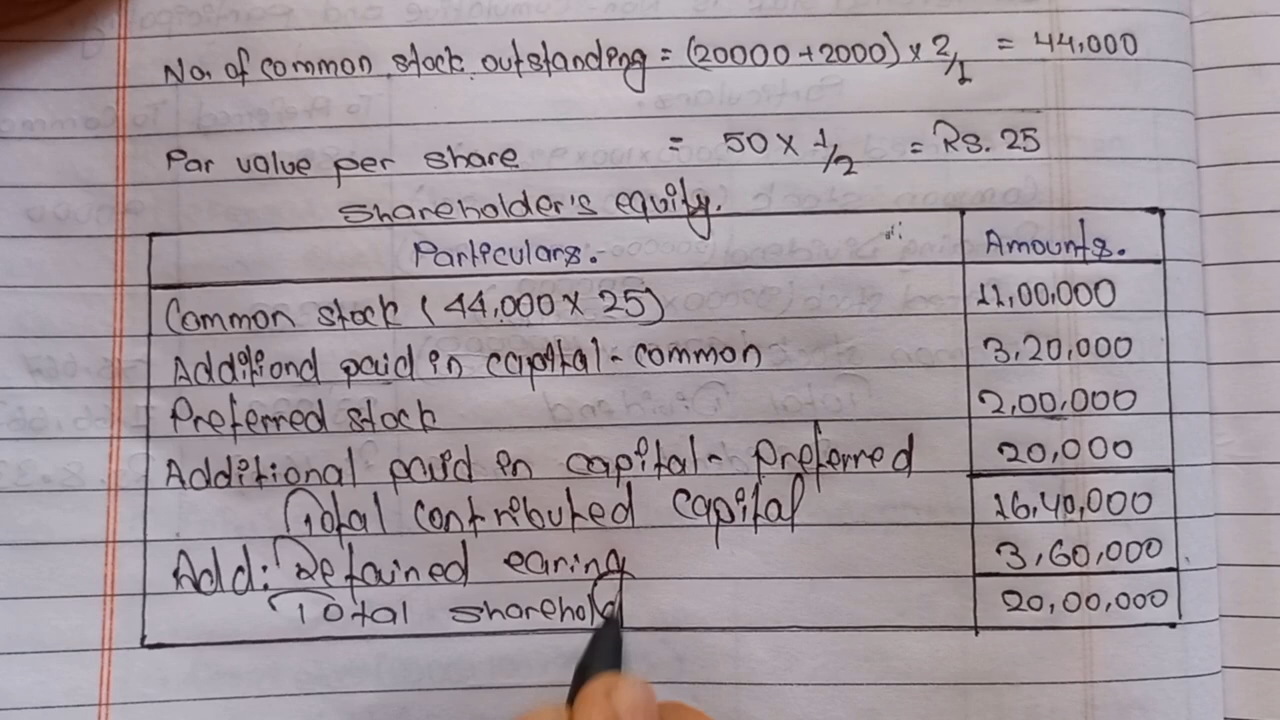 No. of common stock outstanding = (20000 + 2000) × 2/1 = 44,000
Par value per share = 50 × 1/2 = Rs. 25
Shareholder's equity.
Particulars. Amounts.
Common stock (44,000 × 25) 11,00,000
Additiond paid in capital - common 3,20,000
Preferred stock 2,00,000
Additional paid in capital - Preferred 20,000
Total contributed capital 16,40,000
Add: Retained earing 3,60,000
Total sharehold 20,00,000